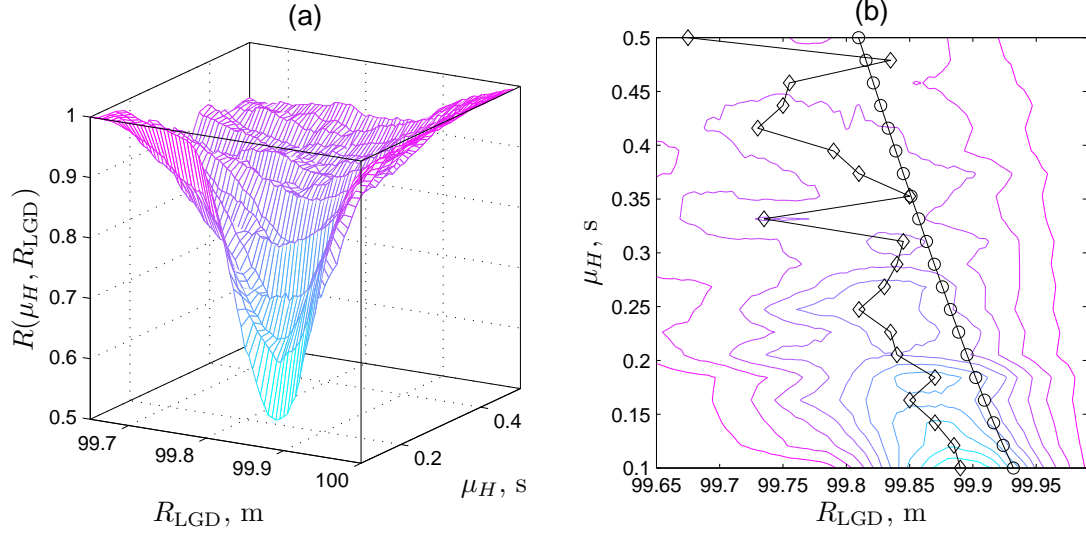 (a)
1
0.9
0.8
0.7
0.6
0.5
R(μ_H, R_LGD)
99.7
99.8
99.9
100
R_LGD, m
0.2
0.4
μ_H, s
(b)
0.5
0.45
0.4
0.35
0.3
0.25
0.2
0.15
0.1
μ_H, s
99.65 99.7 99.75 99.8 99.85 99.9 99.95
R_LGD, m